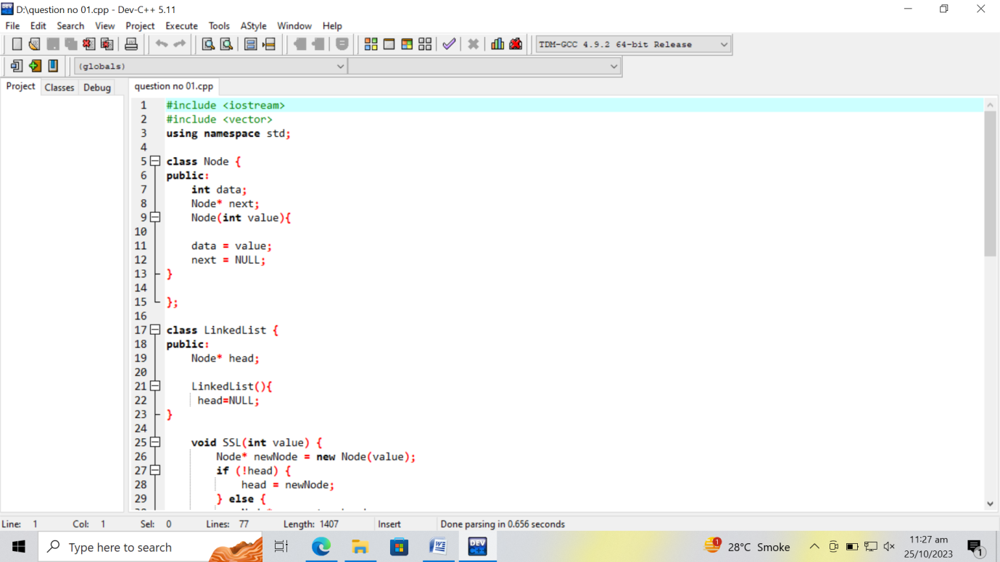 D:\question no 01.cpp - Dev-C++ 5.11
File Edit Search View Project Execute Tools AStyle Window Help
TDM-GCC 4.9.2 64-bit Release
(globals)
Project Classes Debug
question no 01.cpp
1 #include <iostream>
2 #include <vector>
3 using namespace std;
4
5 class Node {
6 public:
7 int data;
8 Node* next;
9 Node(int value){
10
11 data = value;
12 next = NULL;
13 }
14
15 };
16
17 class LinkedList {
18 public:
19 Node* head;
20
21 LinkedList(){
22 head=NULL;
23 }
24
25 void SSL(int value) {
26 Node* newNode = new Node(value);
27 if (!head) {
28 head = newNode;
29 } else {
Line: 1 Col: 1 Sel: 0 Lines: 77 Length: 1407 Insert Done parsing in 0.656 seconds
Type here to search
DEV
C++
1
28°C Smoke
11:27 am
25/10/2023
1